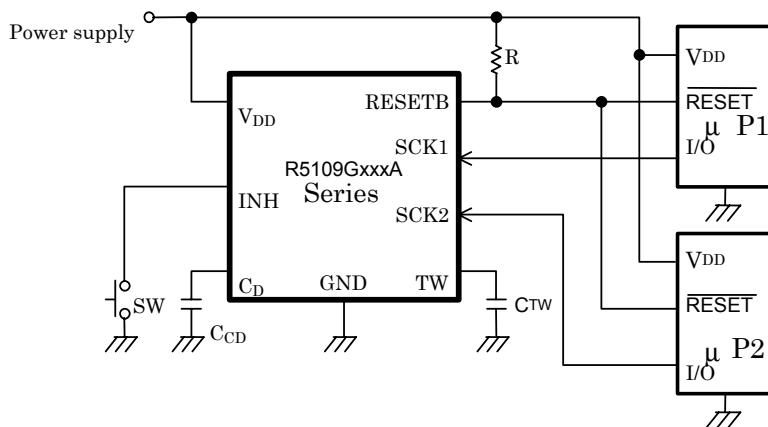 Power supply
R
VDD
RESETB
SCK1
R5109GxxxA
Series
INH
SCK2
CD
GND
TW
SW
CCD
CTW
VDD
RESET
μ P1
I/O
VDD
RESET
μ P2
I/O